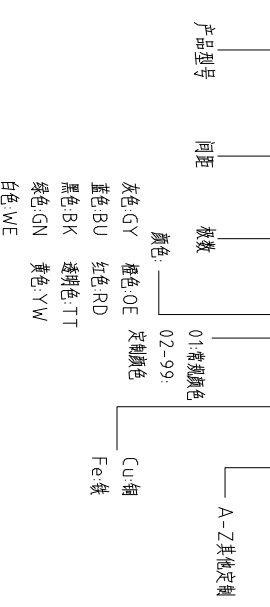 产品型号
间距
极数
颜色:
灰色:GY 橙色:OE
蓝色:BU 红色:RD
黑色:BK 透明色:TT
绿色:GN 黄色:YW
白色:WE
01:常规颜色
02-99:
定制颜色
Cu:铜
Fe:铁
A-Z其他定制